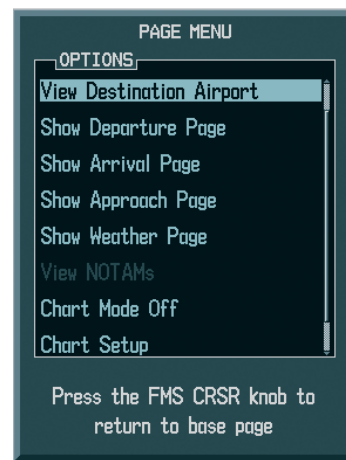 PAGE MENU
OPTIONS
View Destination Airport
Show Departure Page
Show Arrival Page
Show Approach Page
Show Weather Page
View NOTAMs
Chart Mode Off
Chart Setup
Press the FMS CRSR knob to
return to base page